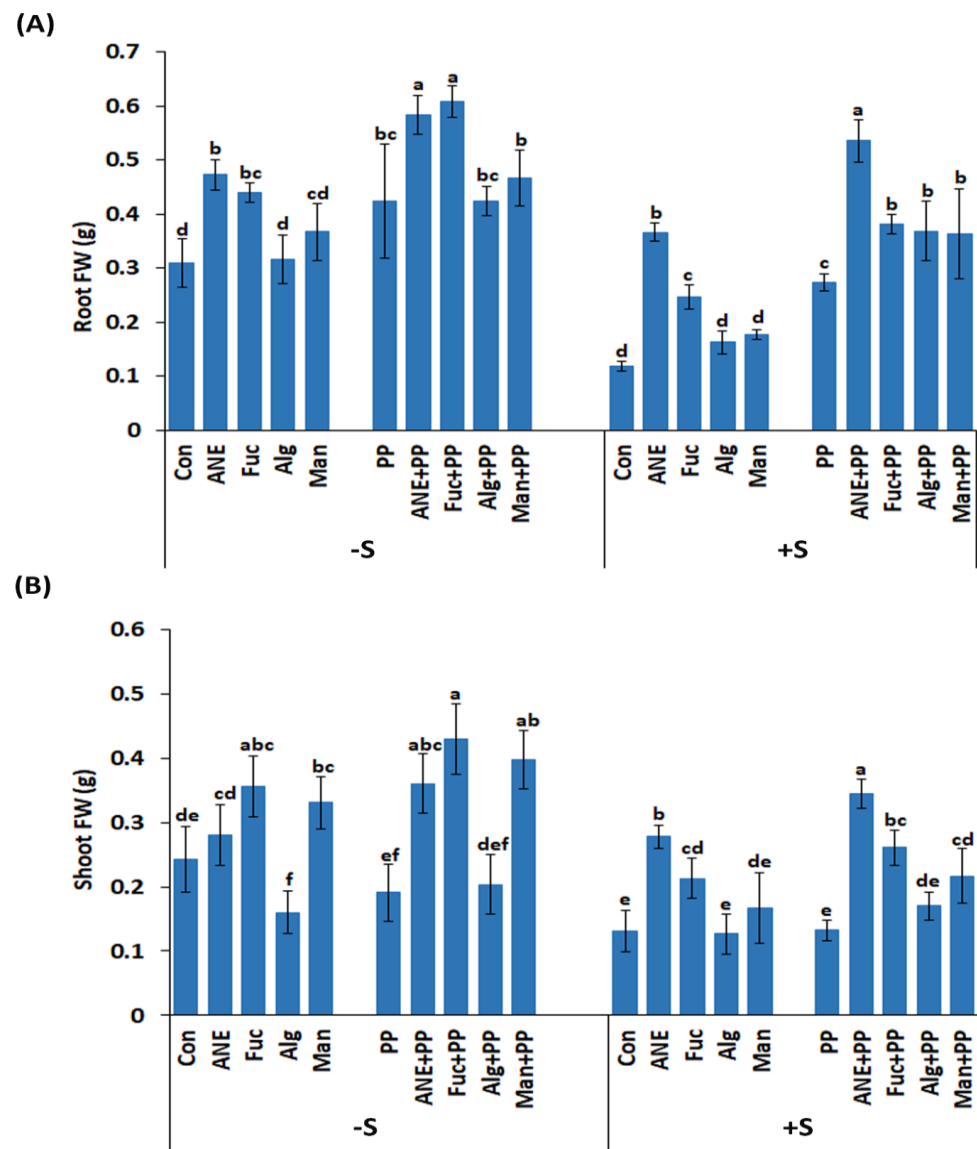 (A)
0.7
0.6
0.5
0.4
0.3
0.2
0.1
0
Root FW (g)
d
b
bc
d
cd
bc
a
a
bc
b
d
b
c
d
d
c
a
b
b
b
Con
ANE
Fuc
Alg
Man
PP
ANE+PP
Fuc+PP
Alg+PP
Man+PP
Con
ANE
Fuc
Alg
Man
PP
ANE+PP
Fuc+PP
Alg+PP
Man+PP
-S
+S
(B)
0.6
0.5
0.4
0.3
0.2
0.1
0
Shoot FW (g)
de
cd
abc
f
bc
ef
abc
a
def
ab
e
b
cd
e
de
e
a
bc
de
cd
Con
ANE
Fuc
Alg
Man
PP
ANE+PP
Fuc+PP
Alg+PP
Man+PP
Con
ANE
Fuc
Alg
Man
PP
ANE+PP
Fuc+PP
Alg+PP
Man+PP
-S
+S